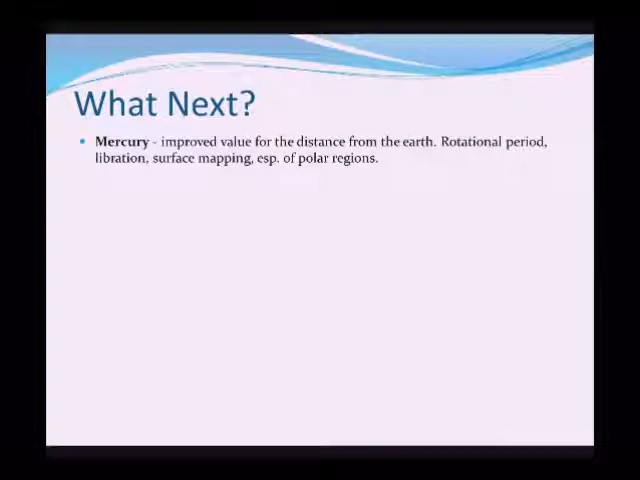 What Next?
Mercury - improved value for the distance from the earth. Rotational period,
libration, surface mapping, esp. of polar regions.